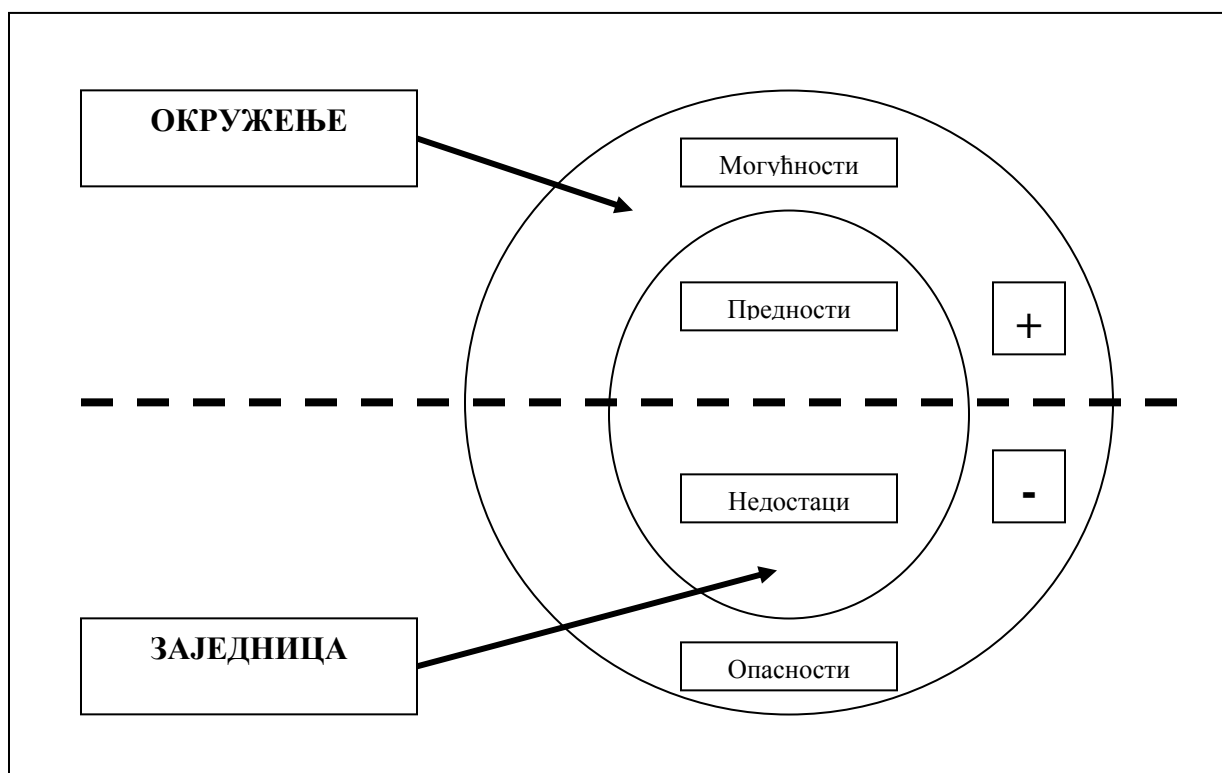 ОКРУЖЕЊЕ
Могућности
Предности
+
Недостаци
-
ЗАЈЕДНИЦА
Опасности